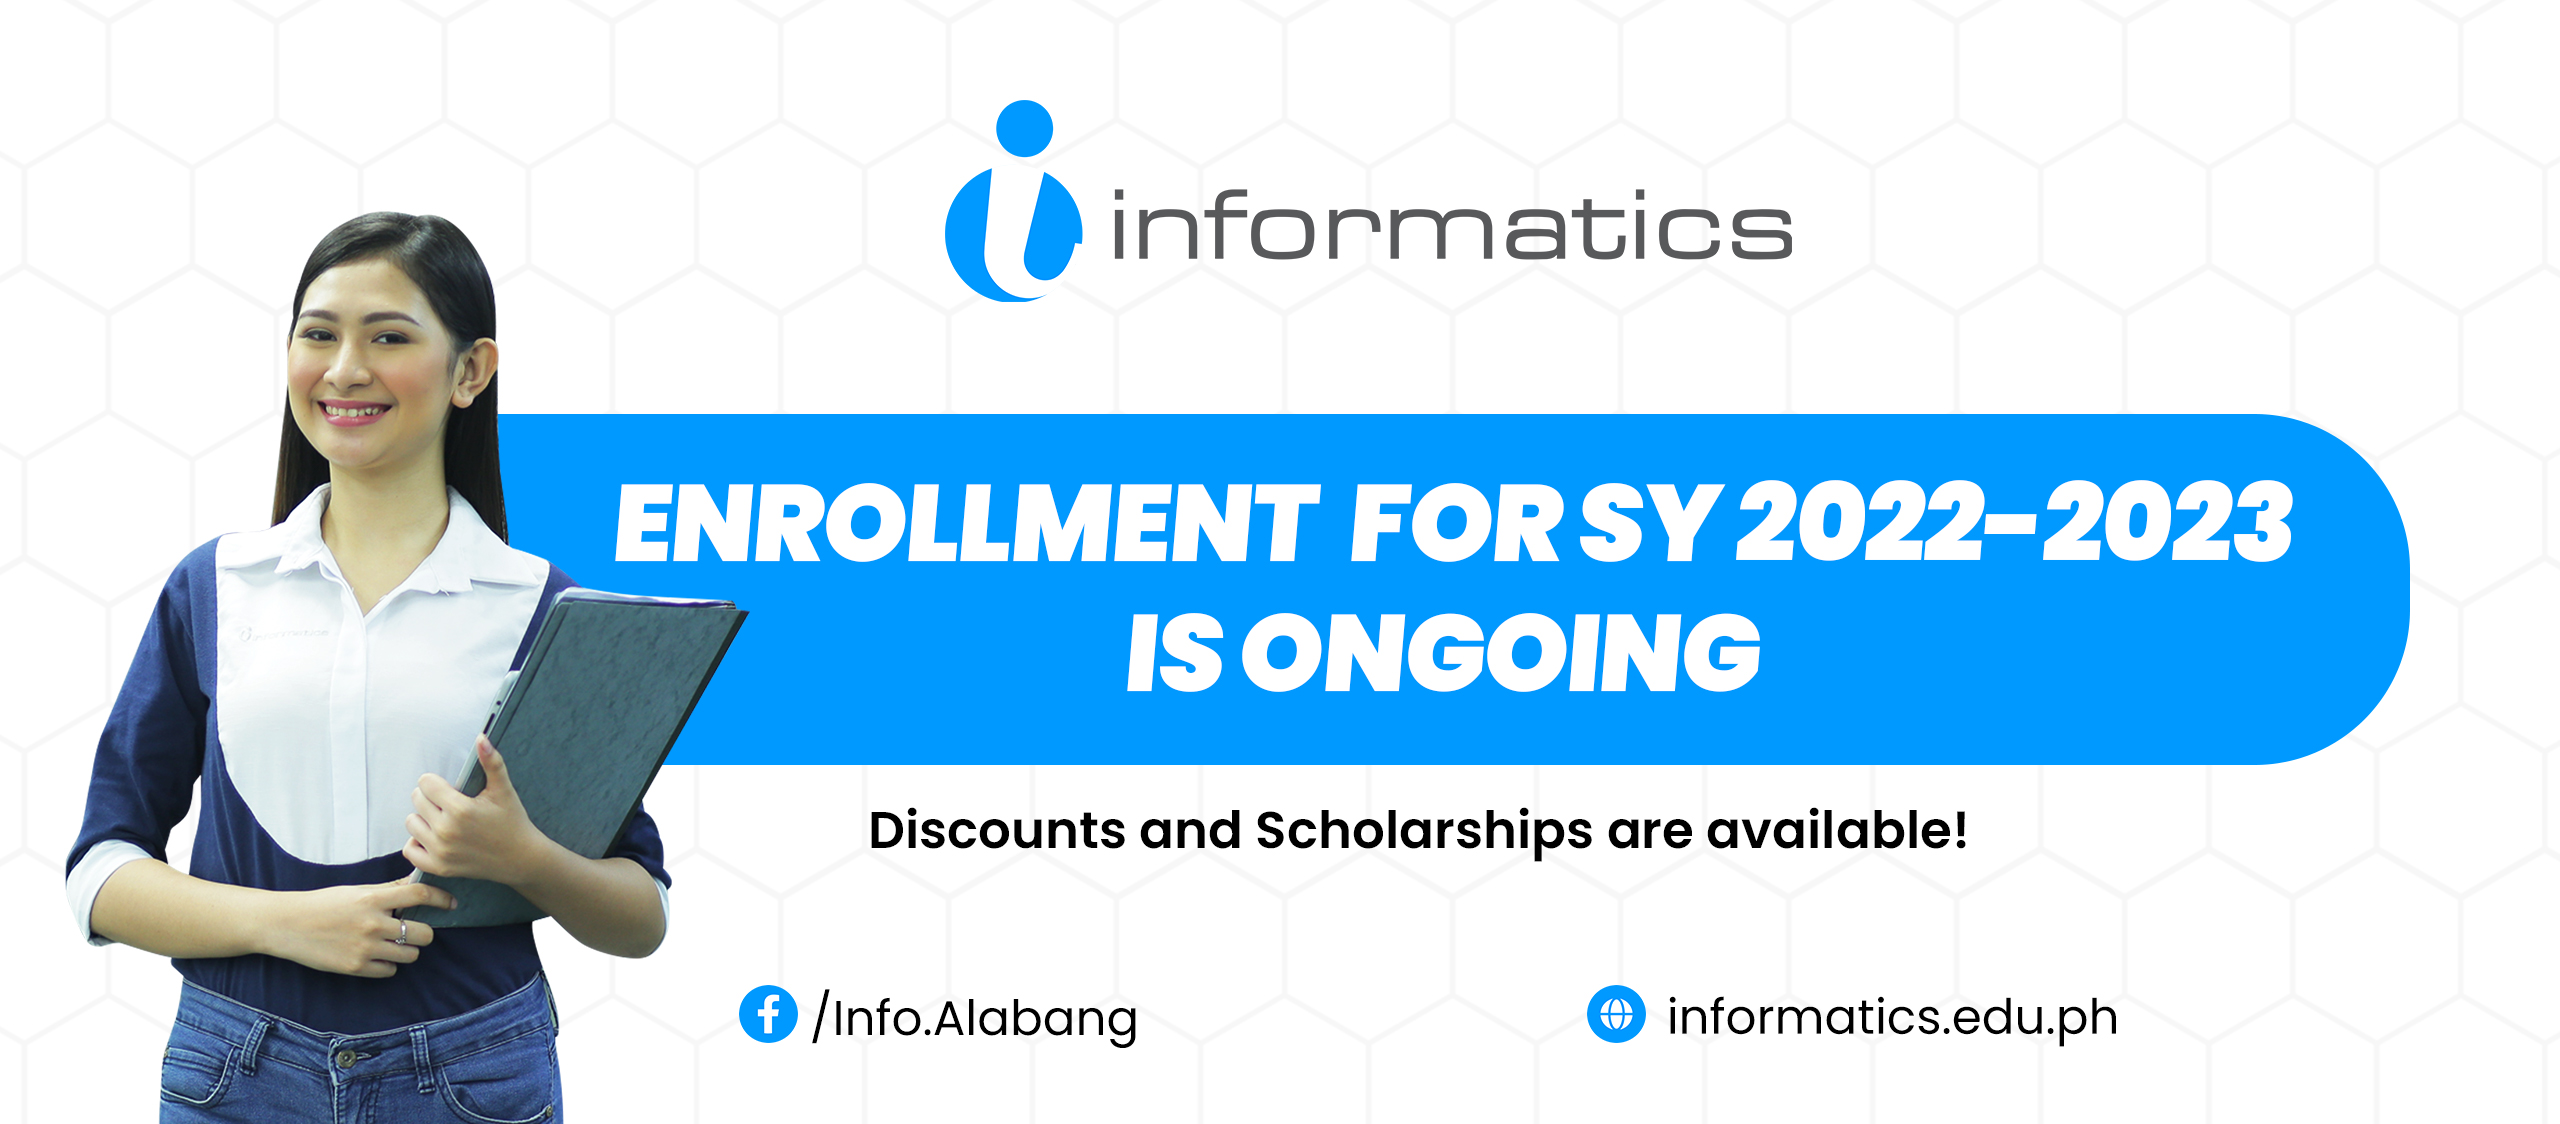 informatics
ENROLLMENT FOR SY 2022-2023
IS ONGOING
Discounts and Scholarships are available!
/Info.Alabang
informatics.edu.ph